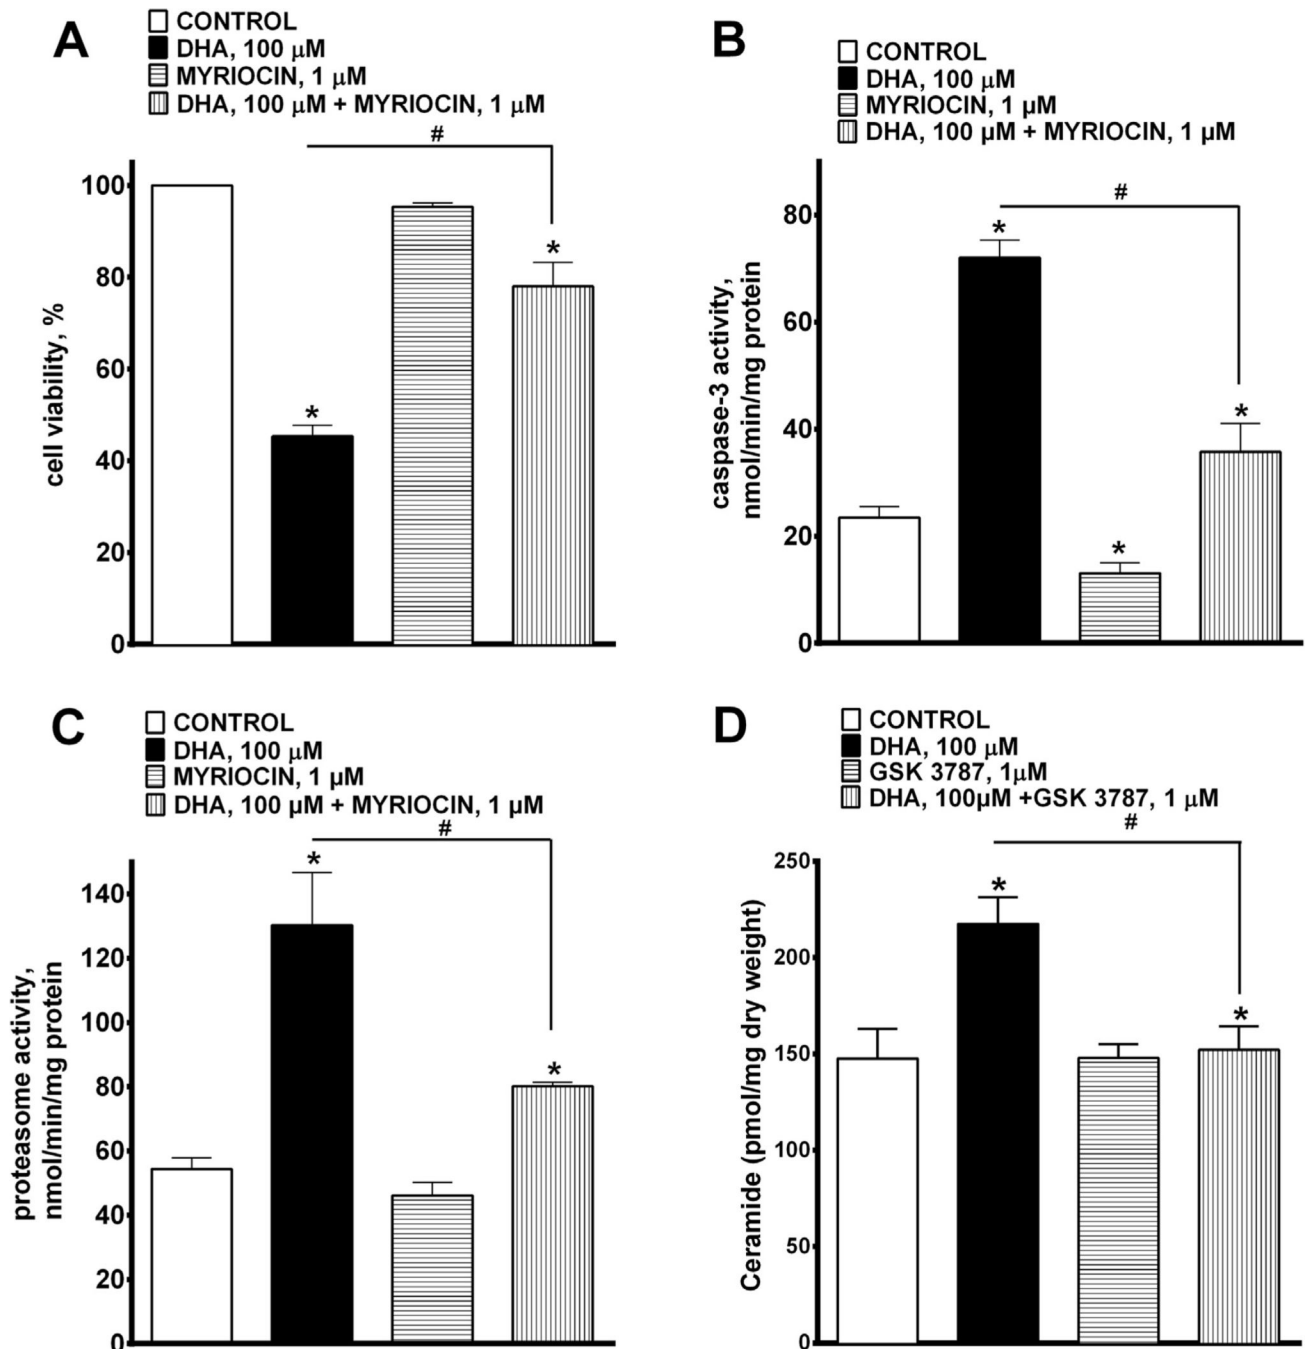 A
CONTROL
DHA, 100 μM
MYRIOCIN, 1 μM
DHA, 100 μM + MYRIOCIN, 1 μM
#
100
80
60
40
20
0
cell viability, %
*
*
B
CONTROL
DHA, 100 μM
MYRIOCIN, 1 µM
DHA, 100 µM + MYRIOCIN, 1 µM
#
80
60
40
20
0
caspase-3 activity,
nmol/min/mg protein
*
*
*
C
CONTROL
DHA, 100 μM
MYRIOCIN, 1 µM
DHA, 100 µM + MYRIOCIN, 1 µM
#
140
120
100
80
60
40
20
0
proteasome activity,
nmol/min/mg protein
*
*
D
CONTROL
DHA, 100 μM
GSK 3787, 1μM
DHA, 100µM +GSK 3787, 1 μM
#
250
200
150
100
50
0
Ceramide (pmol/mg dry weight)
*
*